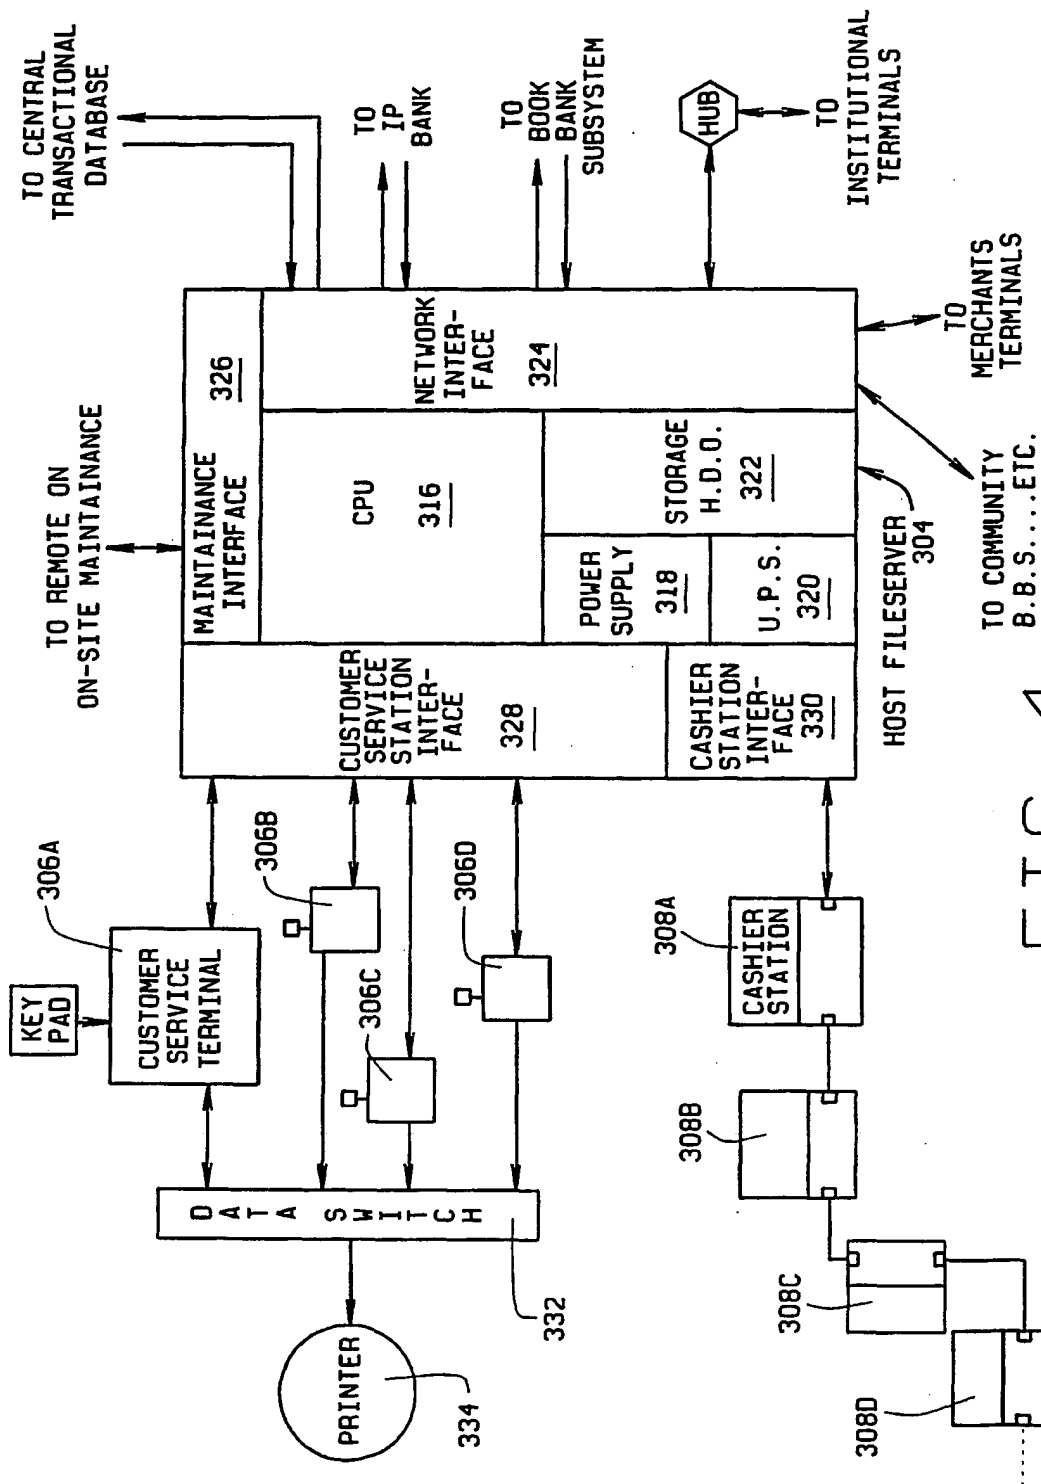 TO CENTRAL
TRANSACTIONAL
DATABASE
TO
IP
BANK
TO
BOOK
BANK
SUBSYSTEM
HUB
TO
INSTITUTIONAL
TERMINALS
TO REMOTE ON
ON-SITE MAINTAINANCE
MAINTAINANCE
INTERFACE
326
NETWORK
INTER-
FACE
324
CPU
316
STORAGE
H.D.O.
322
POWER
SUPPLY
318
U.P.S.
320
CUSTOMER
SERVICE
STATION
INTER-
FACE
328
CASHIER
STATION
INTER-
FACE
330
TO
MERCHANTS
TERMINALS
TO COMMUNITY
B.B.S....ETC.
HOST FILESERVER
304
KEY
PAD
306A
CUSTOMER
SERVICE
TERMINAL
306B
306C
306D
DATA SWITCH
332
PRINTER
334
308A
CASHIER
STATION
308B
308C
308D